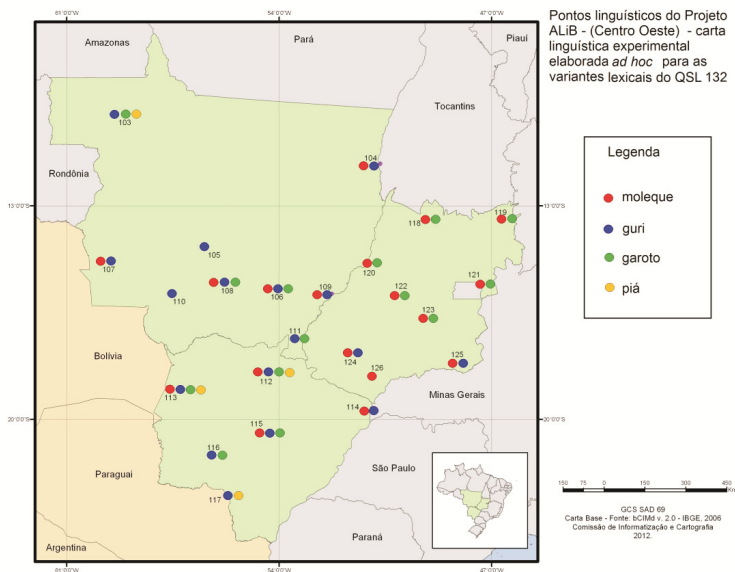 61°0'0"W 54°0'0"W 47°0'0"W
Amazonas
Pará
Piauí
Tocantins
Rondônia
13°0'0"S
13°0'0"S
Bolívia
Minas Gerais
20°0'0"S
20°0'0"S
São Paulo
Paraguai
Paraná
Argentina
61°0'0"W 54°0'0"W 47°0'0"W
103
104
119
118
105
107
120
121
108
106
122
109
110
123
111
124
125
112
126
113
114
115
116
117
Pontos linguísticos do Projeto
ALiB - (Centro Oeste) - carta
linguística experimental
elaborada ad hoc para as
variantes lexicais do QSL 132
Legenda
moleque
guri
garoto
piá
150 75 0 150 300 450
Km
GCS SAD 69
Carta Base - Fonte: bCIMd v. 2.0 - IBGE, 2006
Comissão de Informatização e Cartografia
2012.